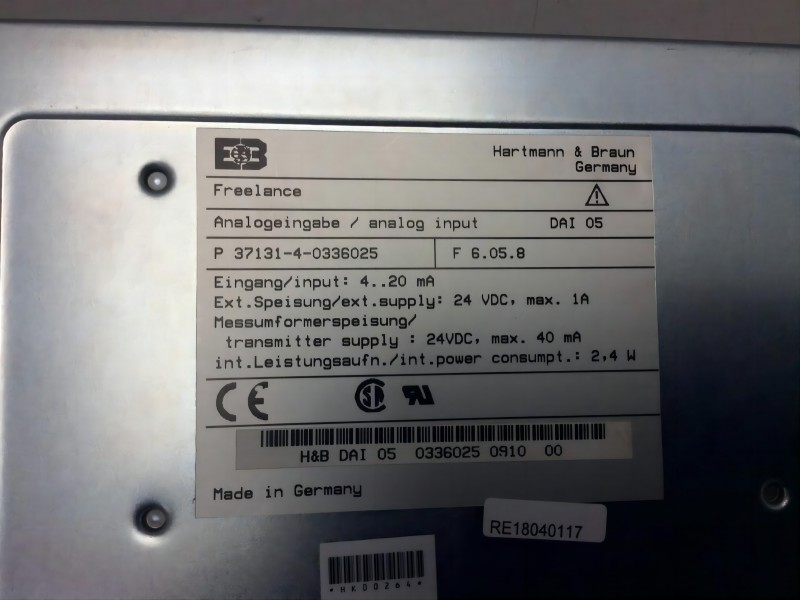 Hartmann & Braun
Germany
Freelance
Analogeingabe / analog input DAI 05
P 37131-4-0336025 F 6.05.8
Eingang/input: 4..20 mA
Ext.Speisung/ext.supply: 24 VDC, max. 1A
Messumformerspeisung/
transmitter supply : 24VDC, max. 40 mA
int.Leistungsaufn./int.power consumpt.: 2,4 W
CE
H&B DAI 05 0336025 0910 00
Made in Germany
RE18040117
*HK00264*